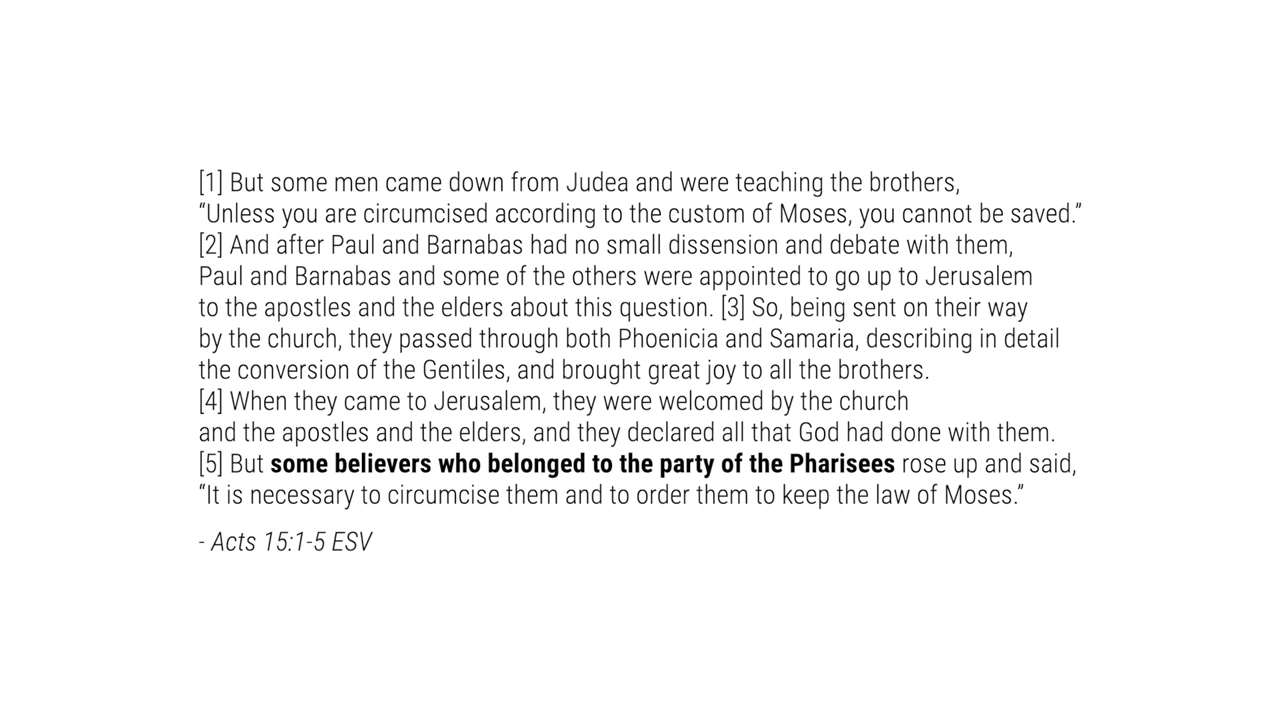 [1] But some men came down from Judea and were teaching the brothers,
“Unless you are circumcised according to the custom of Moses, you cannot be saved.”
[2] And after Paul and Barnabas had no small dissension and debate with them,
Paul and Barnabas and some of the others were appointed to go up to Jerusalem
to the apostles and the elders about this question. [3] So, being sent on their way
by the church, they passed through both Phoenicia and Samaria, describing in detail
the conversion of the Gentiles, and brought great joy to all the brothers.
[4] When they came to Jerusalem, they were welcomed by the church
and the apostles and the elders, and they declared all that God had done with them.
[5] But some believers who belonged to the party of the Pharisees rose up and said,
“It is necessary to circumcise them and to order them to keep the law of Moses.”
- Acts 15:1-5 ESV